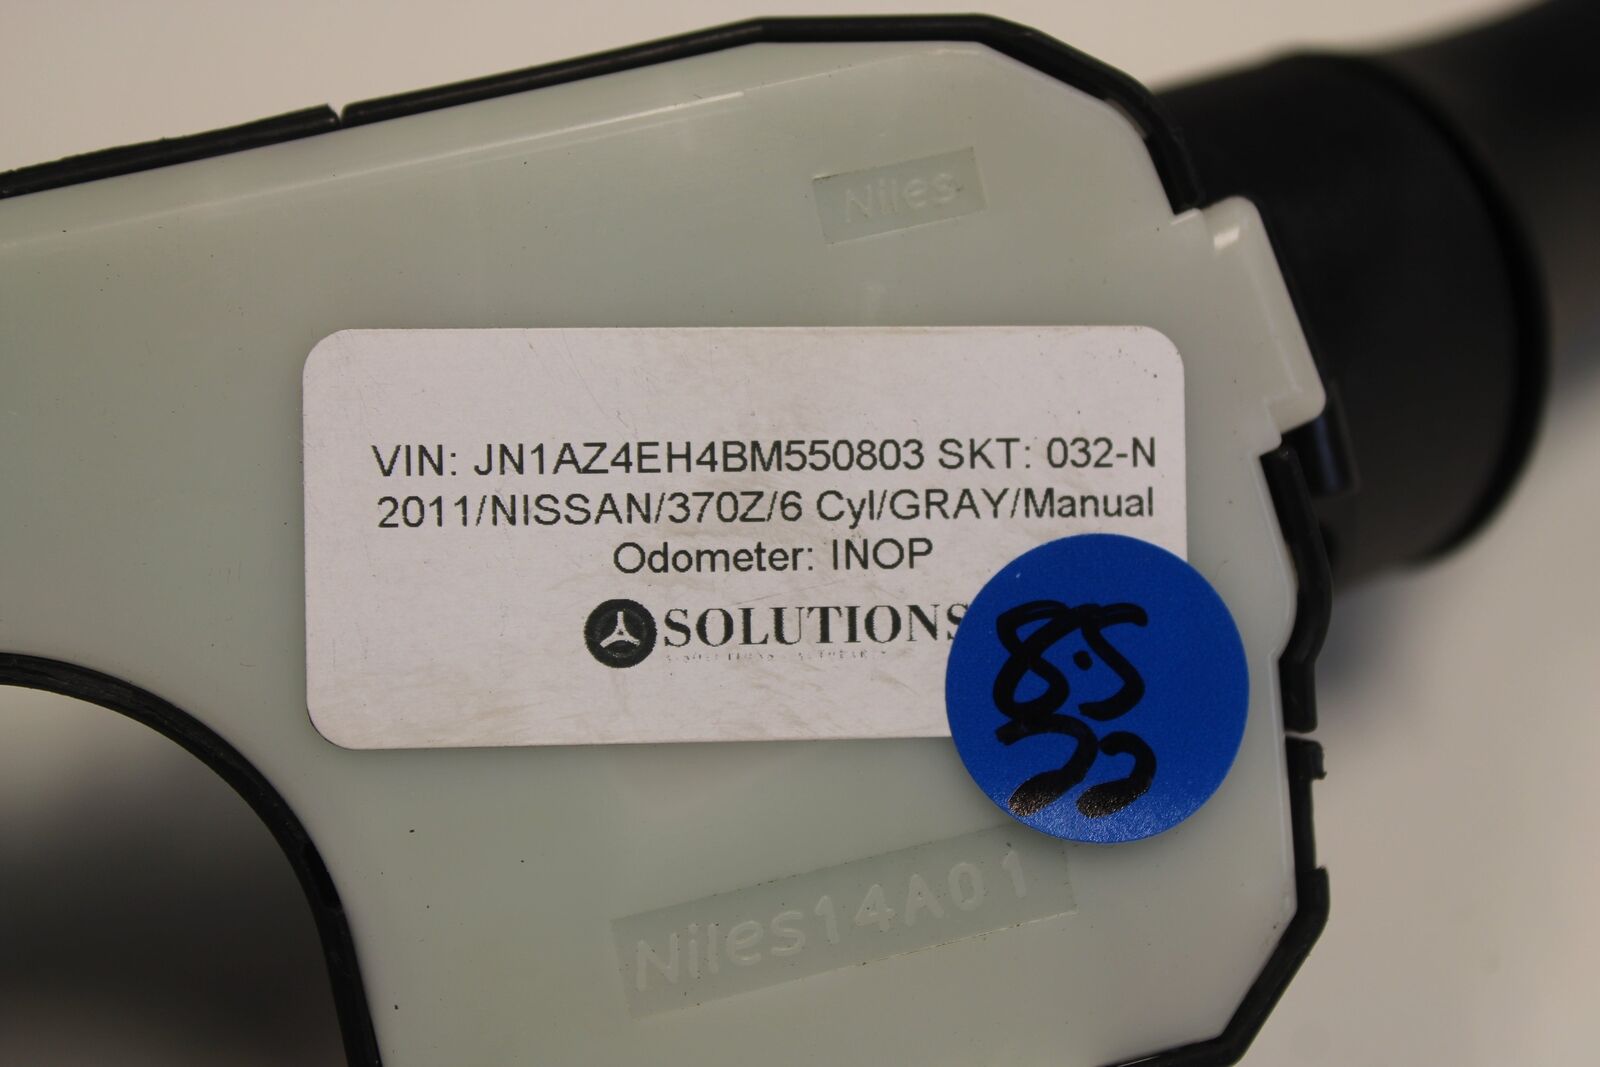 Niles
VIN: JN1AZ4EH4BM550803 SKT: 032-N
2011/NISSAN/370Z/6 Cyl/GRAY/Manual
Odometer: INOP
SOLUTIONS
Niles14A01